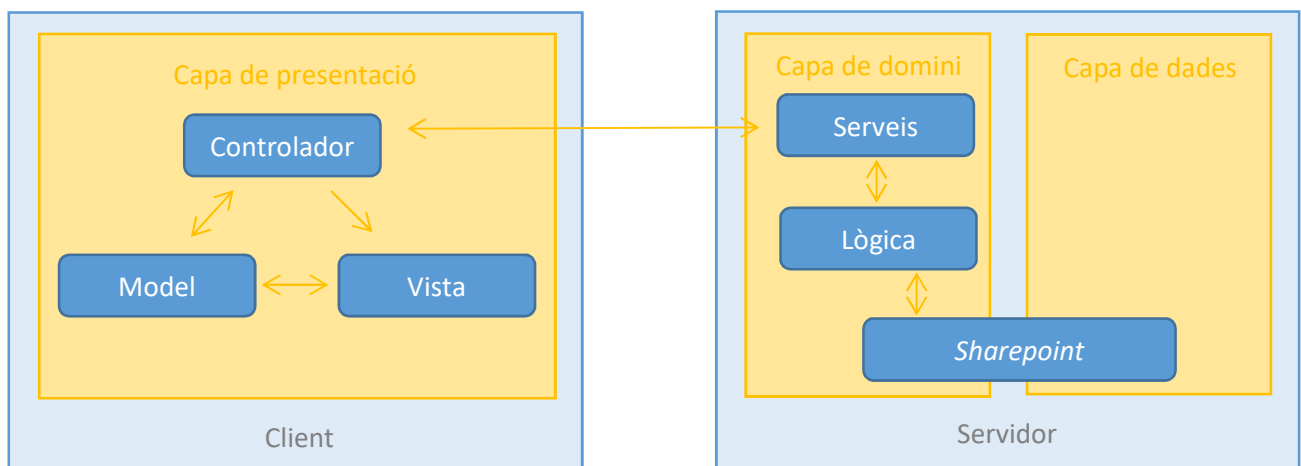 Capa de presentació
Controlador
Model
Vista
Client
Capa de domini
Capa de dades
Serveis
Lògica
Sharepoint
Servidor